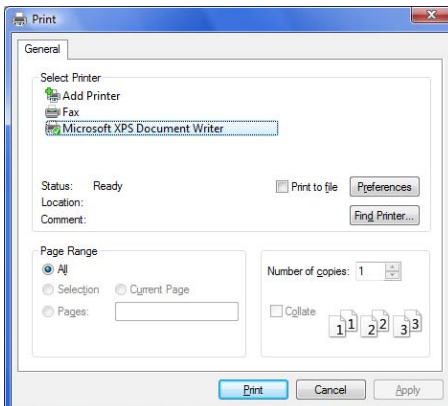 Print
General
Select Printer
Add Printer
Fax
Microsoft XPS Document Writer
Status: Ready
Print to file
Preferences
Location:
Comment:
Find Printer...
Page Range
All
Selection Current Page
Pages:
Number of copies: 1
Collate
1 1 2 2 3 3
Print Cancel Apply